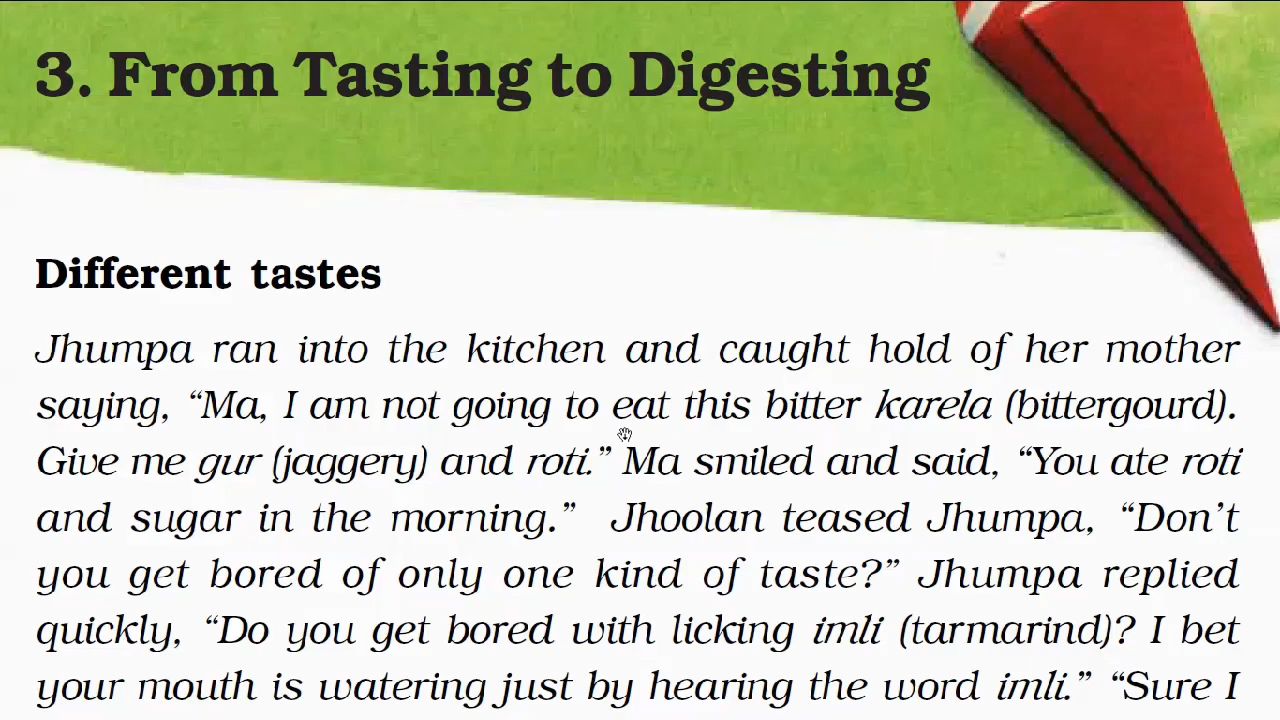 3. From Tasting to Digesting
Different tastes
Jhumpa ran into the kitchen and caught hold of her mother
saying, “Ma, I am not going to eat this bitter karela (bittergourd).
Give me gur (jaggery) and roti.” Ma smiled and said, “You ate roti
and sugar in the morning.” Jhoolan teased Jhumpa, “Don’t
you get bored of only one kind of taste?” Jhumpa replied
quickly, “Do you get bored with licking imli (tarmarind)? I bet
your mouth is watering just by hearing the word imli.” “Sure I